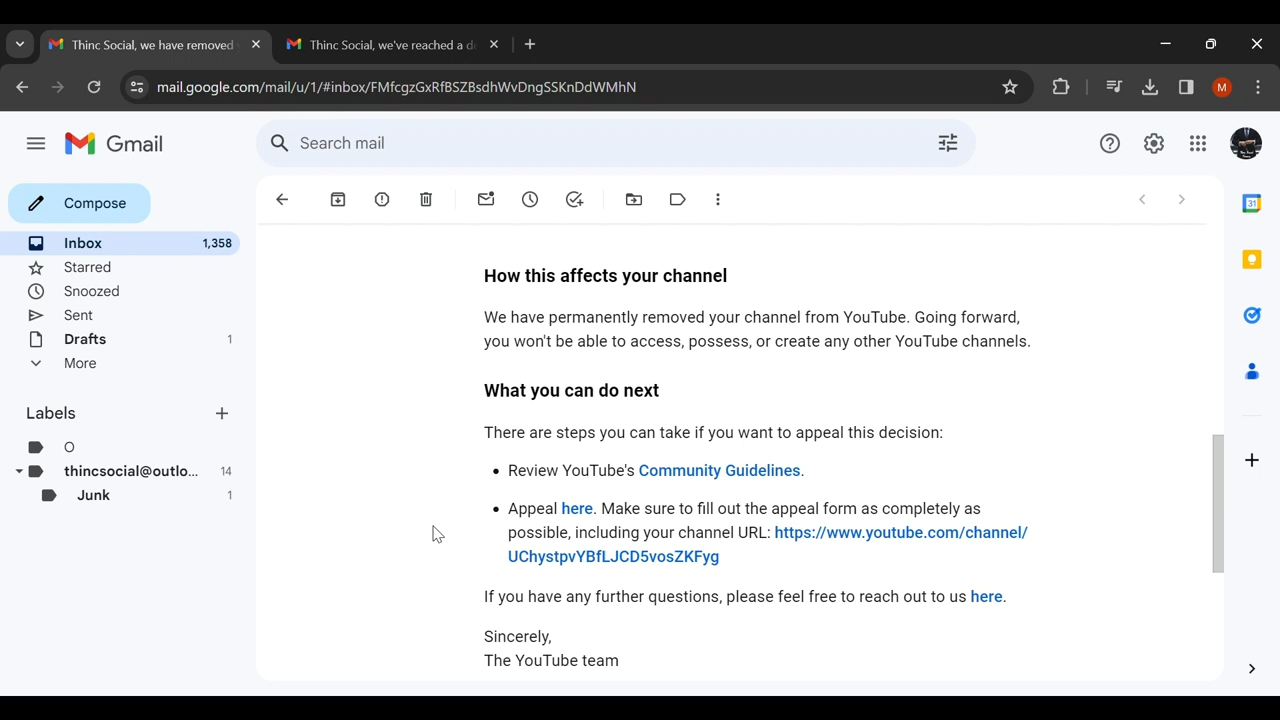 Thinc Social, we have removed
Thinc Social, we've reached a d
mail.google.com/mail/u/1/#inbox/FMfcgzGxRfBSZBsdhWvDngSSKnDdWMhN
M
Gmail
Search mail
Compose
Inbox 1,358
Starred
Snoozed
Sent
Drafts 1
More
Labels
O
thincsocial@outlo... 14
Junk 1
How this affects your channel
We have permanently removed your channel from YouTube. Going forward,
you won't be able to access, possess, or create any other YouTube channels.
What you can do next
There are steps you can take if you want to appeal this decision:
• Review YouTube's Community Guidelines.
• Appeal here. Make sure to fill out the appeal form as completely as
possible, including your channel URL: https://www.youtube.com/channel/
UChystpvYBfLJCD5vosZKFyg
If you have any further questions, please feel free to reach out to us here.
Sincerely,
The YouTube team
31